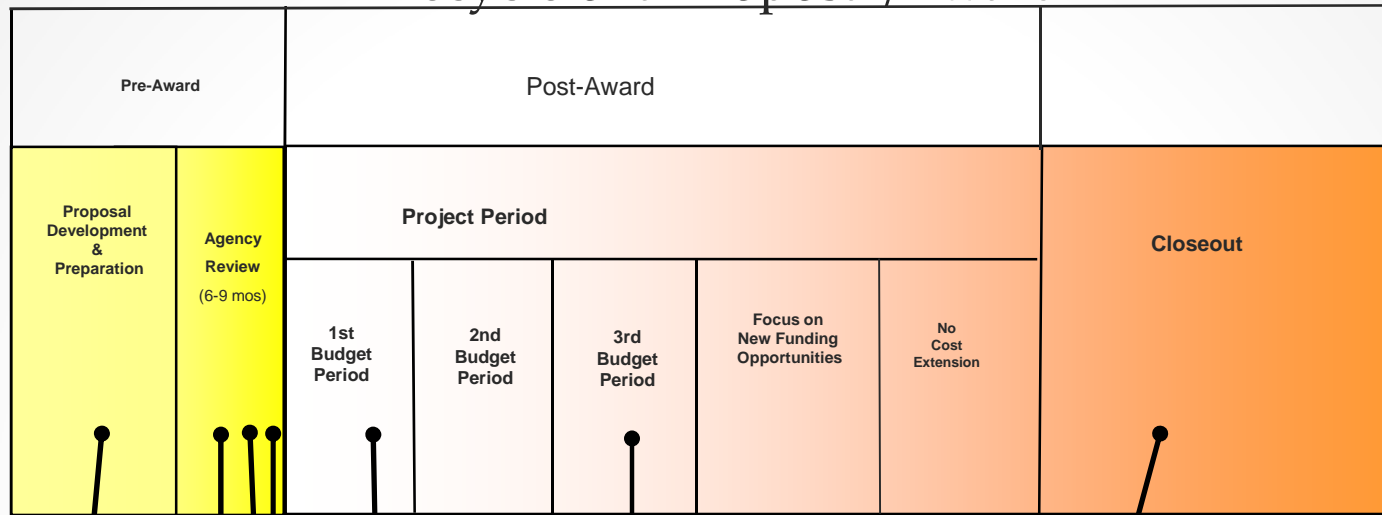 Pre-Award
Post-Award
Proposal
Development
&
Preparation
Agency
Review
(6-9 mos)
Project Period
Closeout
1st
Budget
Period
2nd
Budget
Period
3rd
Budget
Period
Focus on
New Funding
Opportunities
No
Cost
Extension